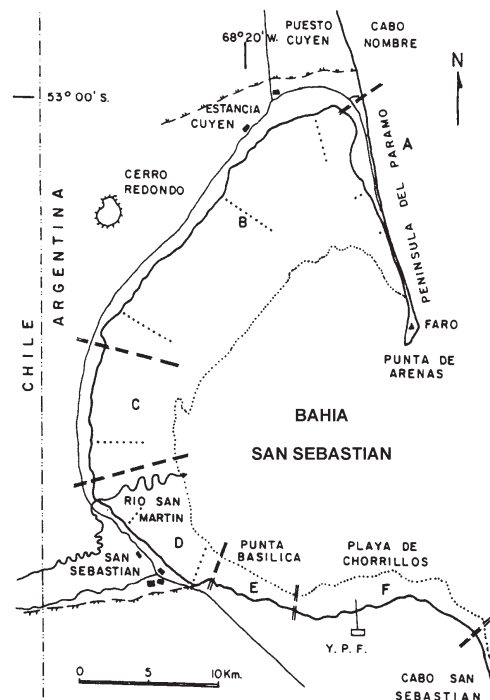 PUESTO
CUYEN
CABO
NOMBRE
68°20' W.
N
53°00' S.
ESTANCIA
CUYEN
A
PENINSULA DEL PARAMO
CERRO
REDONDO
B
ARGENTINA
CHILE
FARO
PUNTA DE
ARENAS
C
BAHIA
SAN SEBASTIAN
RIO SAN
MARTIN
D
PUNTA
BASILICA
PLAYA DE
CHORRILLOS
SAN
SEBASTIAN
E
F
Y. P. F.
0 5 10 Km.
CABO SAN
SEBASTIAN